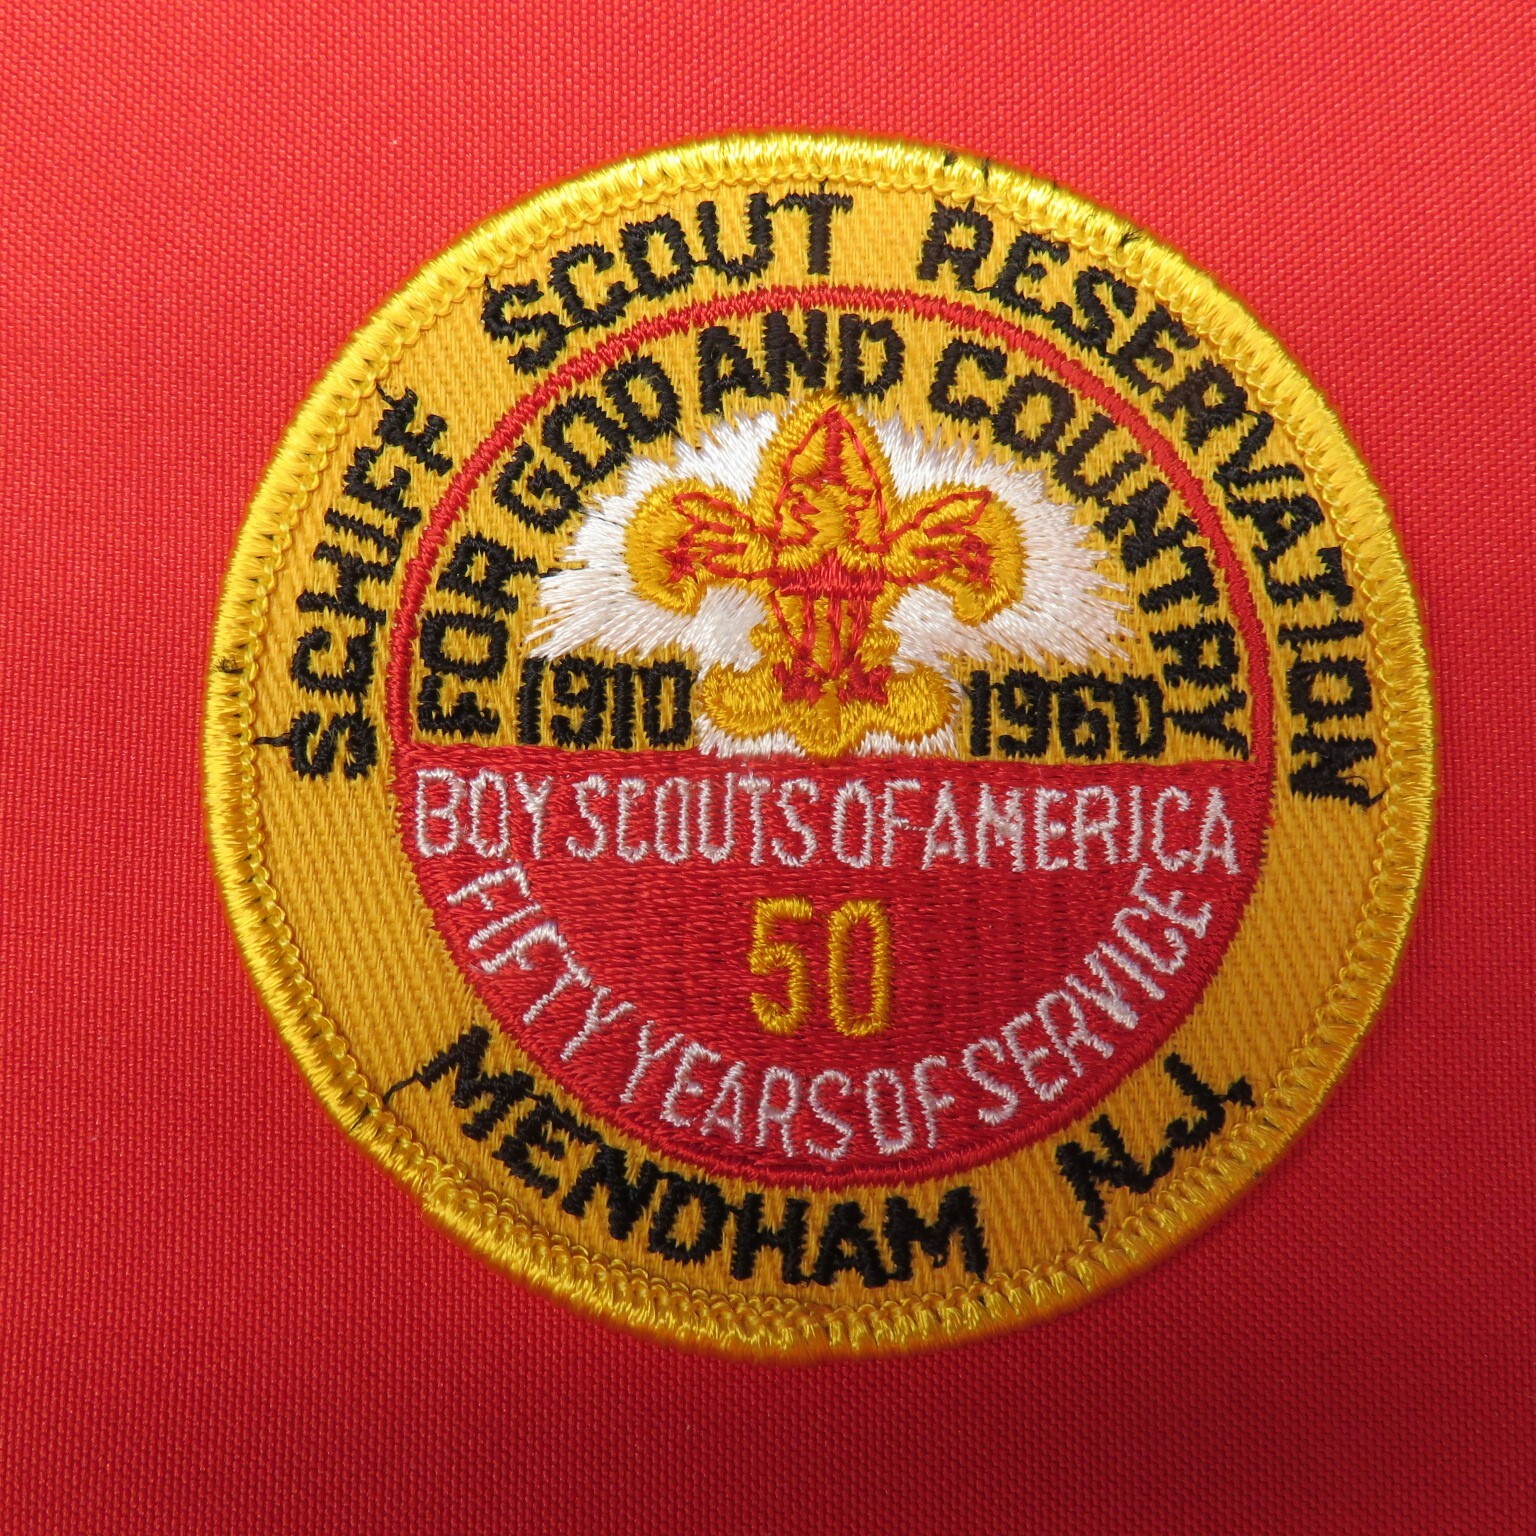 SCHIFF SCOUT RESERVATION
FOR GOD AND COUNTRY
1910 1960
BOY SCOUTS OF AMERICA
50
FIFTY YEARS OF SERVICE
MENDHAM N.J.